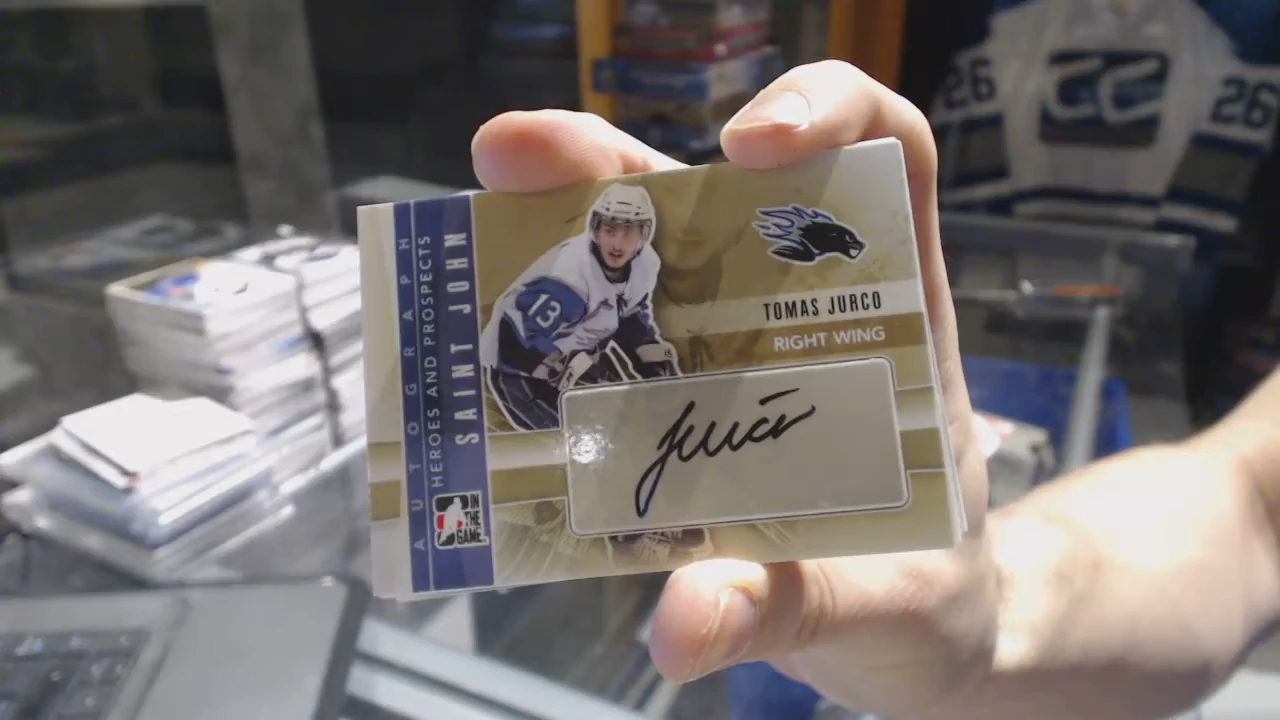 AUTOGRAPH
HEROES AND PROSPECTS
SAINT JOHN
IN
THE
GAME
13
TOMAS JURCO
RIGHT WING
Jurco
26
26